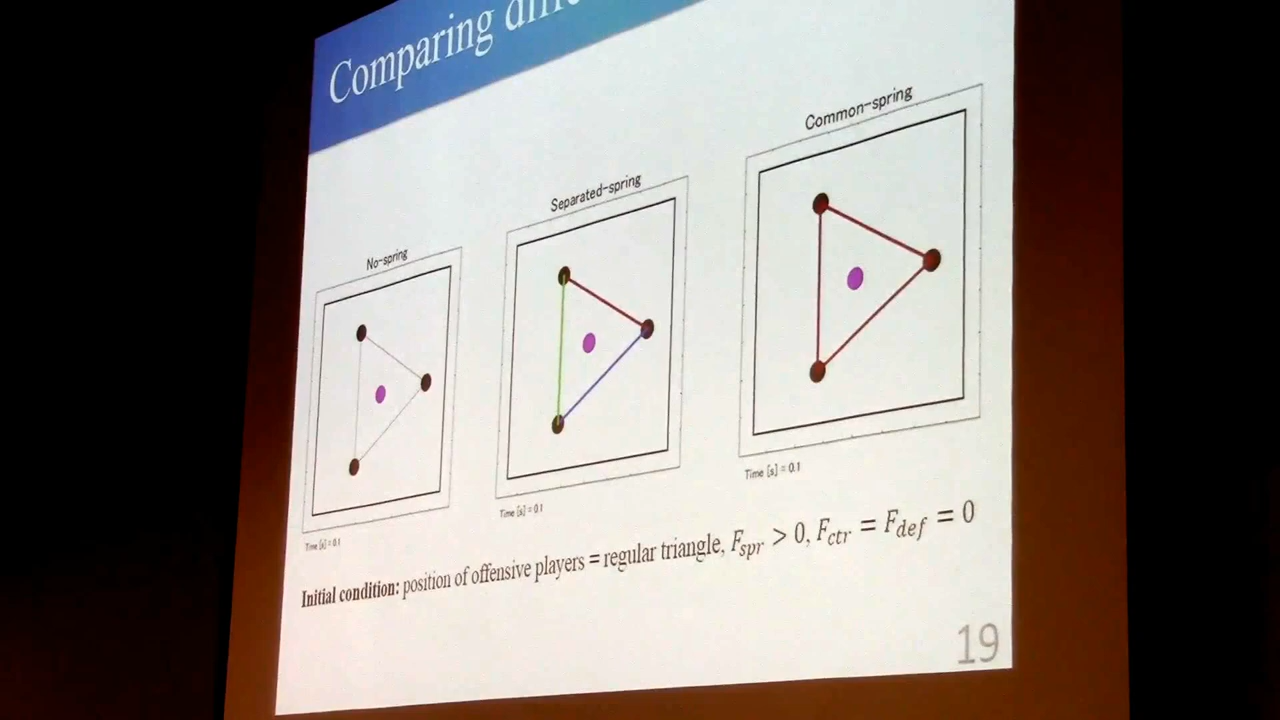 Comparing
No-spring
Separated-spring
Common-spring
Time [s] = 0.1
Time [s] = 0.1
Time [s] = 0.1
Initial condition: position of offensive players = regular triangle, F_spr > 0, F_ctr = F_def = 0
19